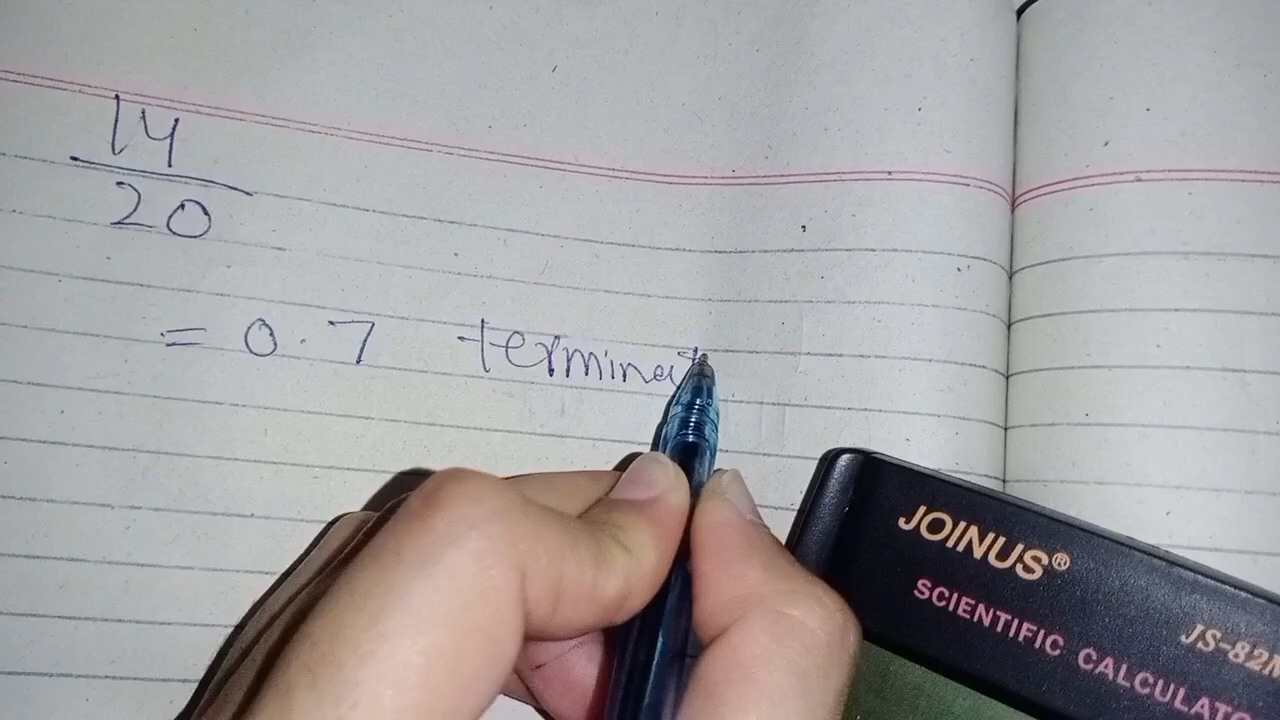 14
20
= 0.7 terminat
JOINUS®
SCIENTIFIC CALCULATO
JS-82M